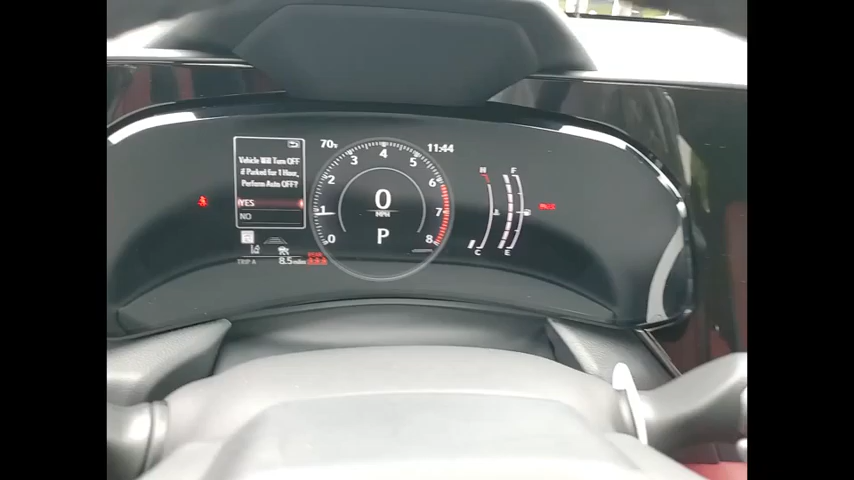 70°F
11:44
Vehicle Will Turn OFF
if Parked for 1 Hour,
Perform Auto OFF?
YES
NO
0
1
2
3
4
5
6
7
8
0
MPH
P
H
C
F
E
TRIP A
8.5 miles